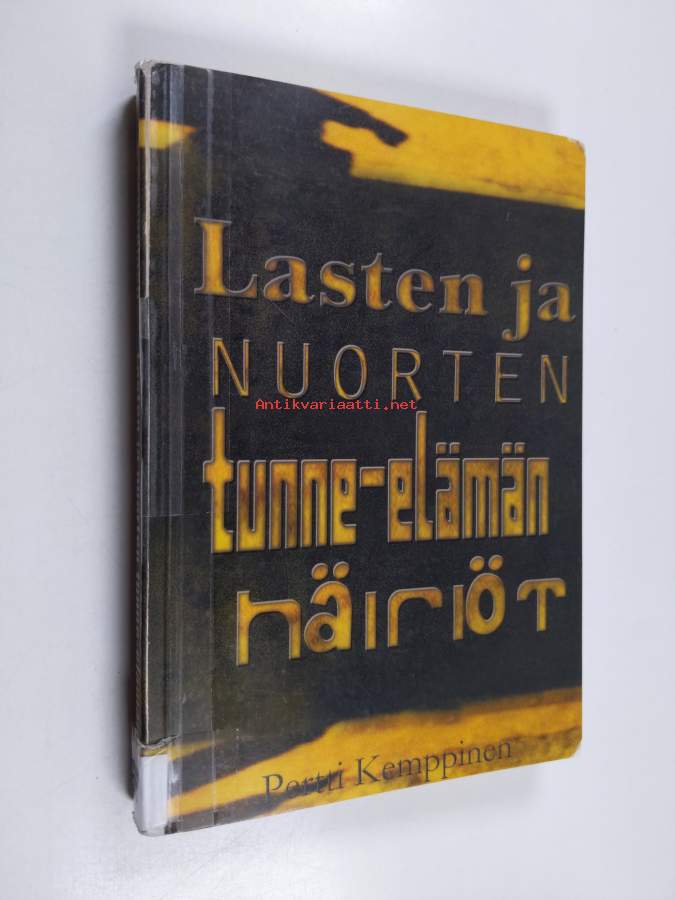 Lasten ja
NUORTEN
Antikvariaatti.net
tunne-elämän
häiriöt
Pertti Kemppinen